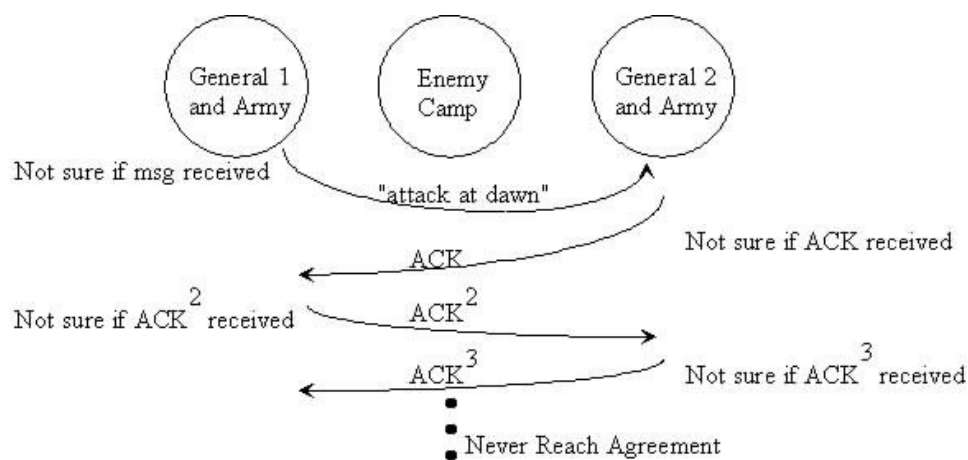 General 1
and Army
Enemy
Camp
General 2
and Army
Not sure if msg received
"attack at dawn"
ACK
Not sure if ACK received
Not sure if ACK² received
ACK²
ACK³
Not sure if ACK³ received
Never Reach Agreement